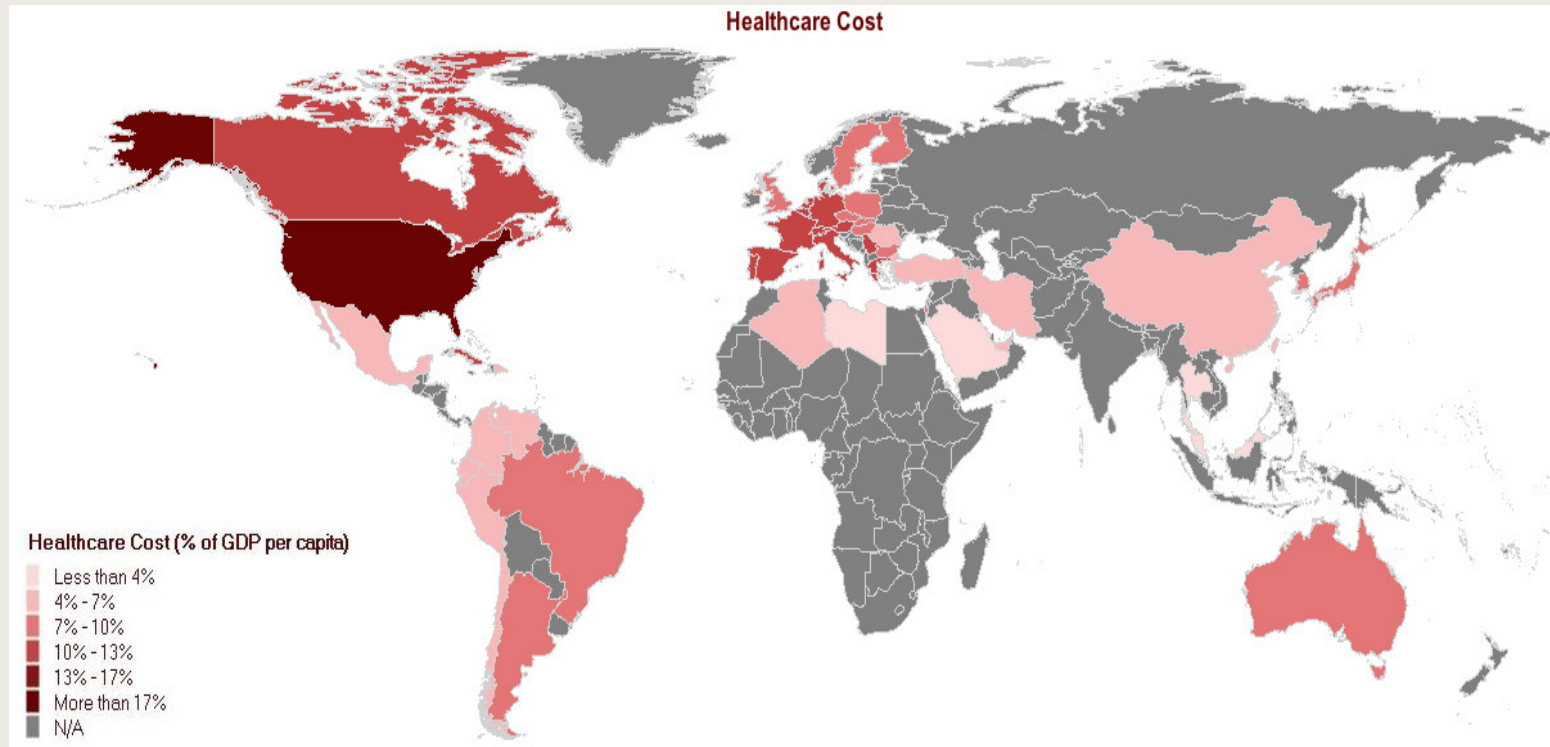 Healthcare Cost
Healthcare Cost (% of GDP per capita)
Less than 4%
4% - 7%
7% - 10%
10% - 13%
13% - 17%
More than 17%
N/A